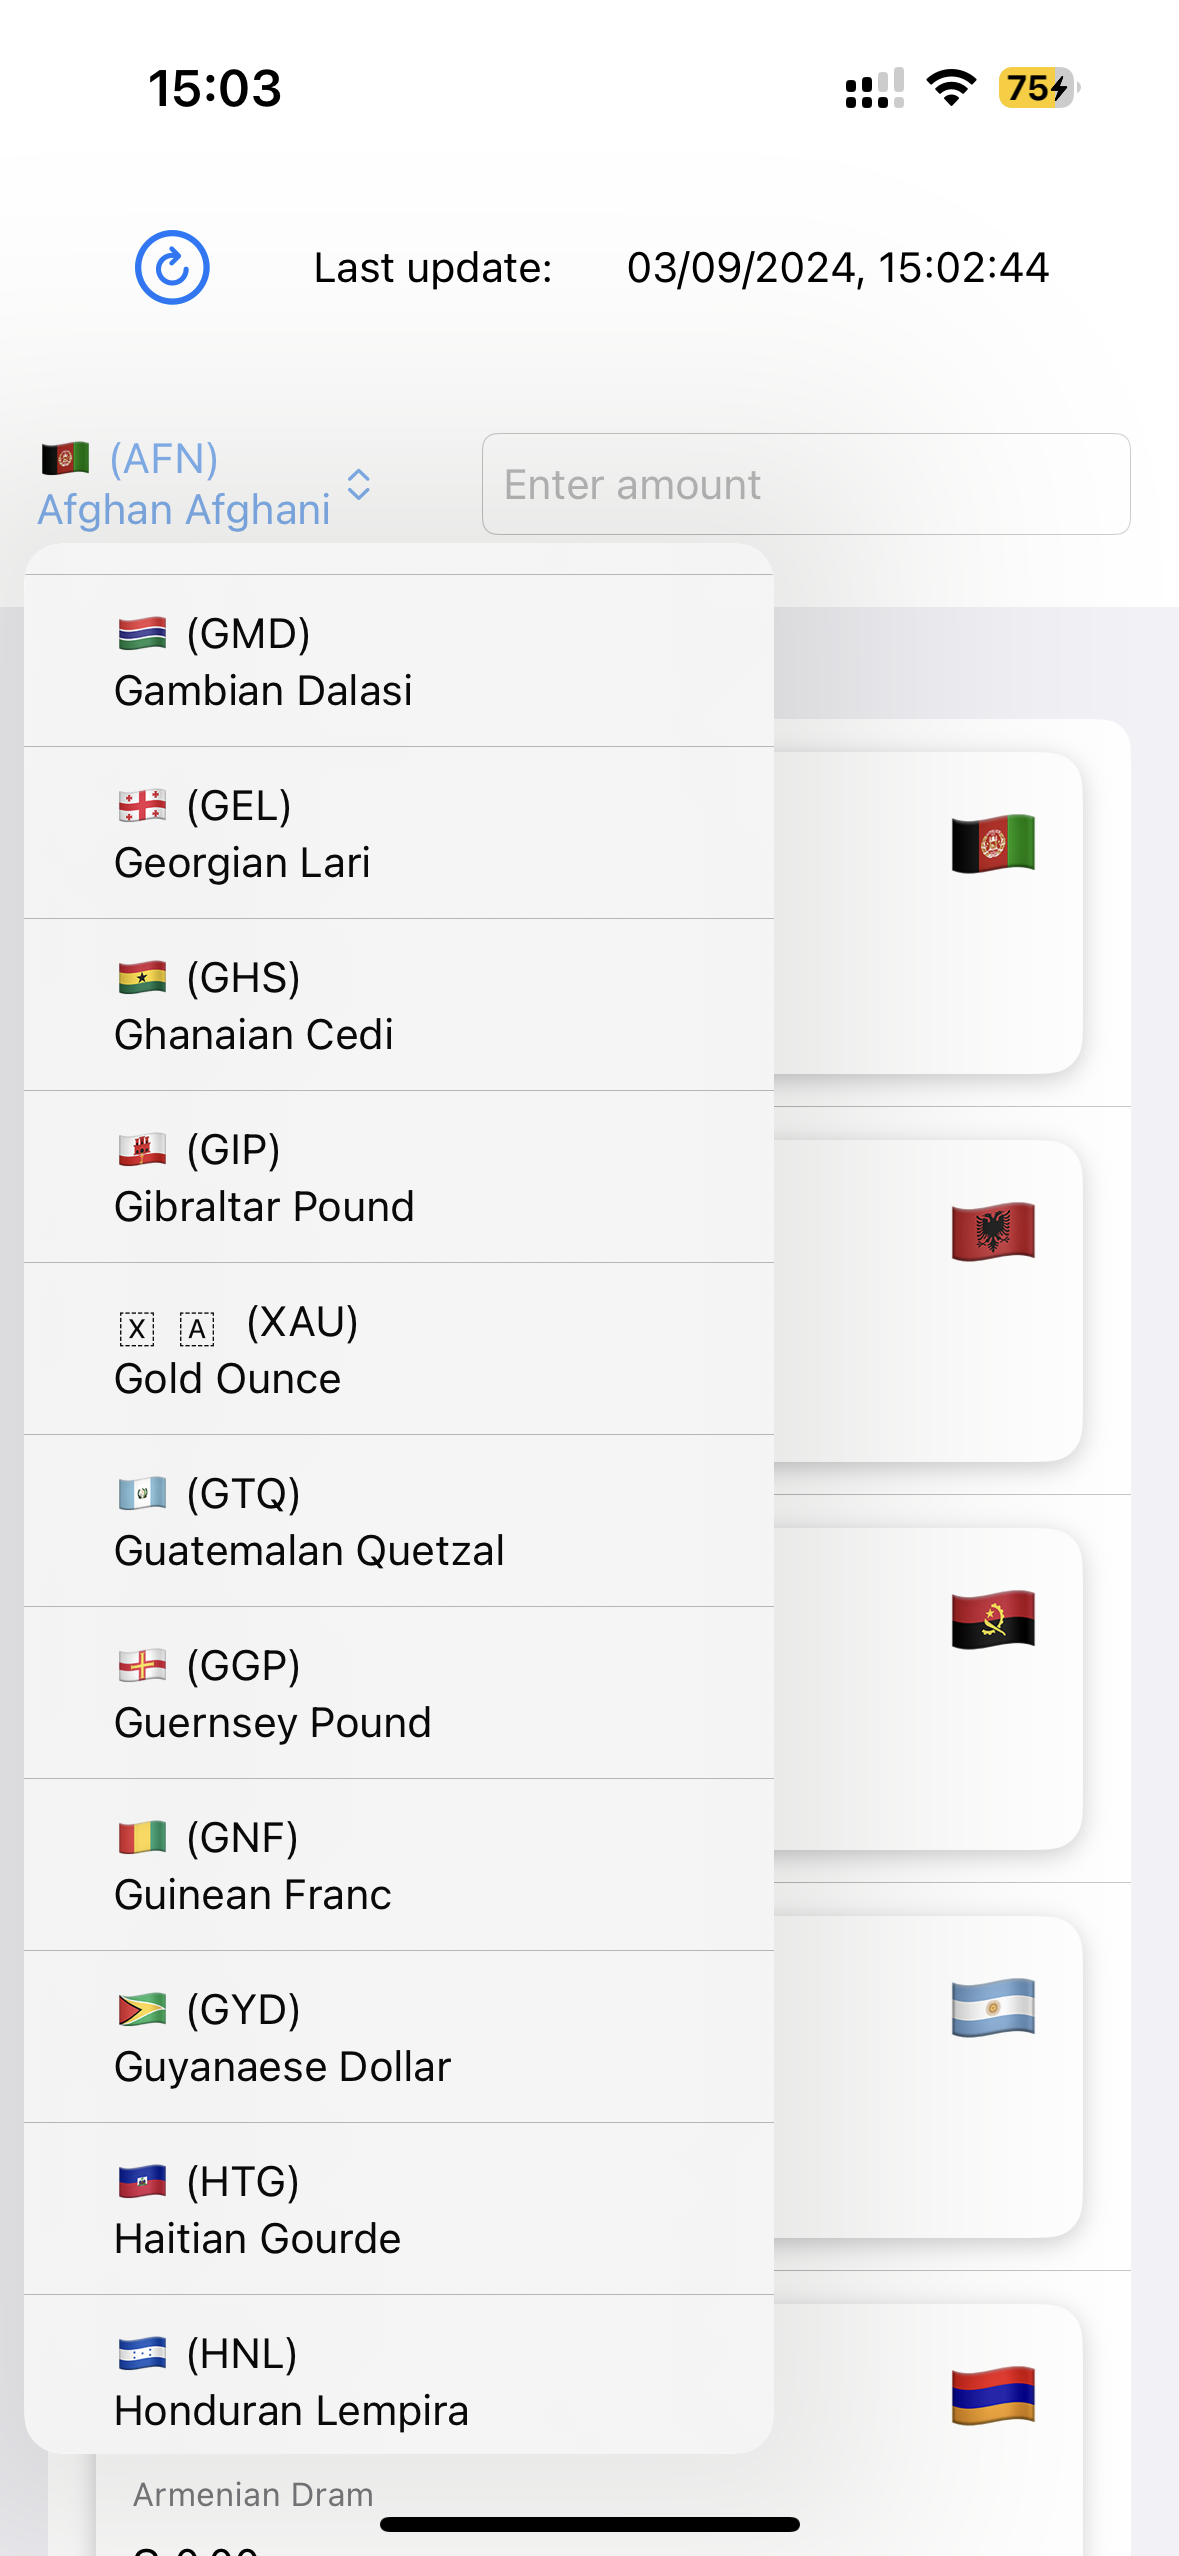 15:03
75
Last update: 03/09/2024, 15:02:44
(AFN)
Afghan Afghani
Enter amount
(GMD)
Gambian Dalasi
(GEL)
Georgian Lari
(GHS)
Ghanaian Cedi
(GIP)
Gibraltar Pound
X A (XAU)
Gold Ounce
(GTQ)
Guatemalan Quetzal
(GGP)
Guernsey Pound
(GNF)
Guinean Franc
(GYD)
Guyanaese Dollar
(HTG)
Haitian Gourde
(HNL)
Honduran Lempira
Armenian Dram